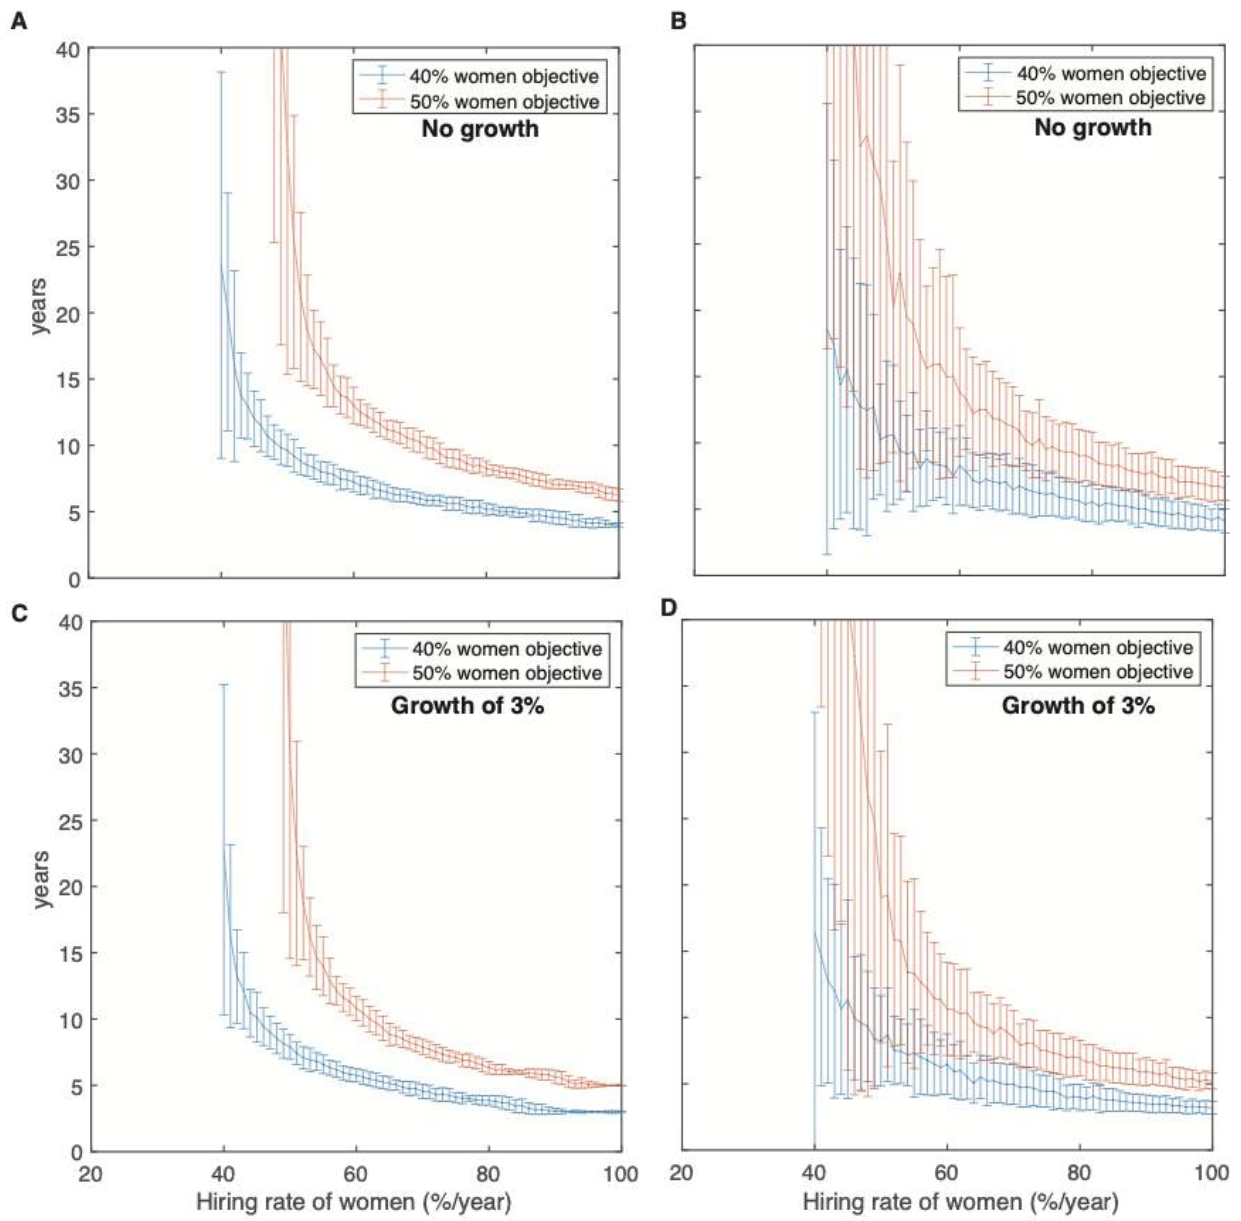 A
40
35
30
25
20
15
10
5
0
years
40% women objective
50% women objective
No growth
B
40% women objective
50% women objective
No growth
C
40
35
30
25
20
15
10
5
0
years
40% women objective
50% women objective
Growth of 3%
20 40 60 80 100
Hiring rate of women (%/year)
D
40% women objective
50% women objective
Growth of 3%
20 40 60 80 100
Hiring rate of women (%/year)